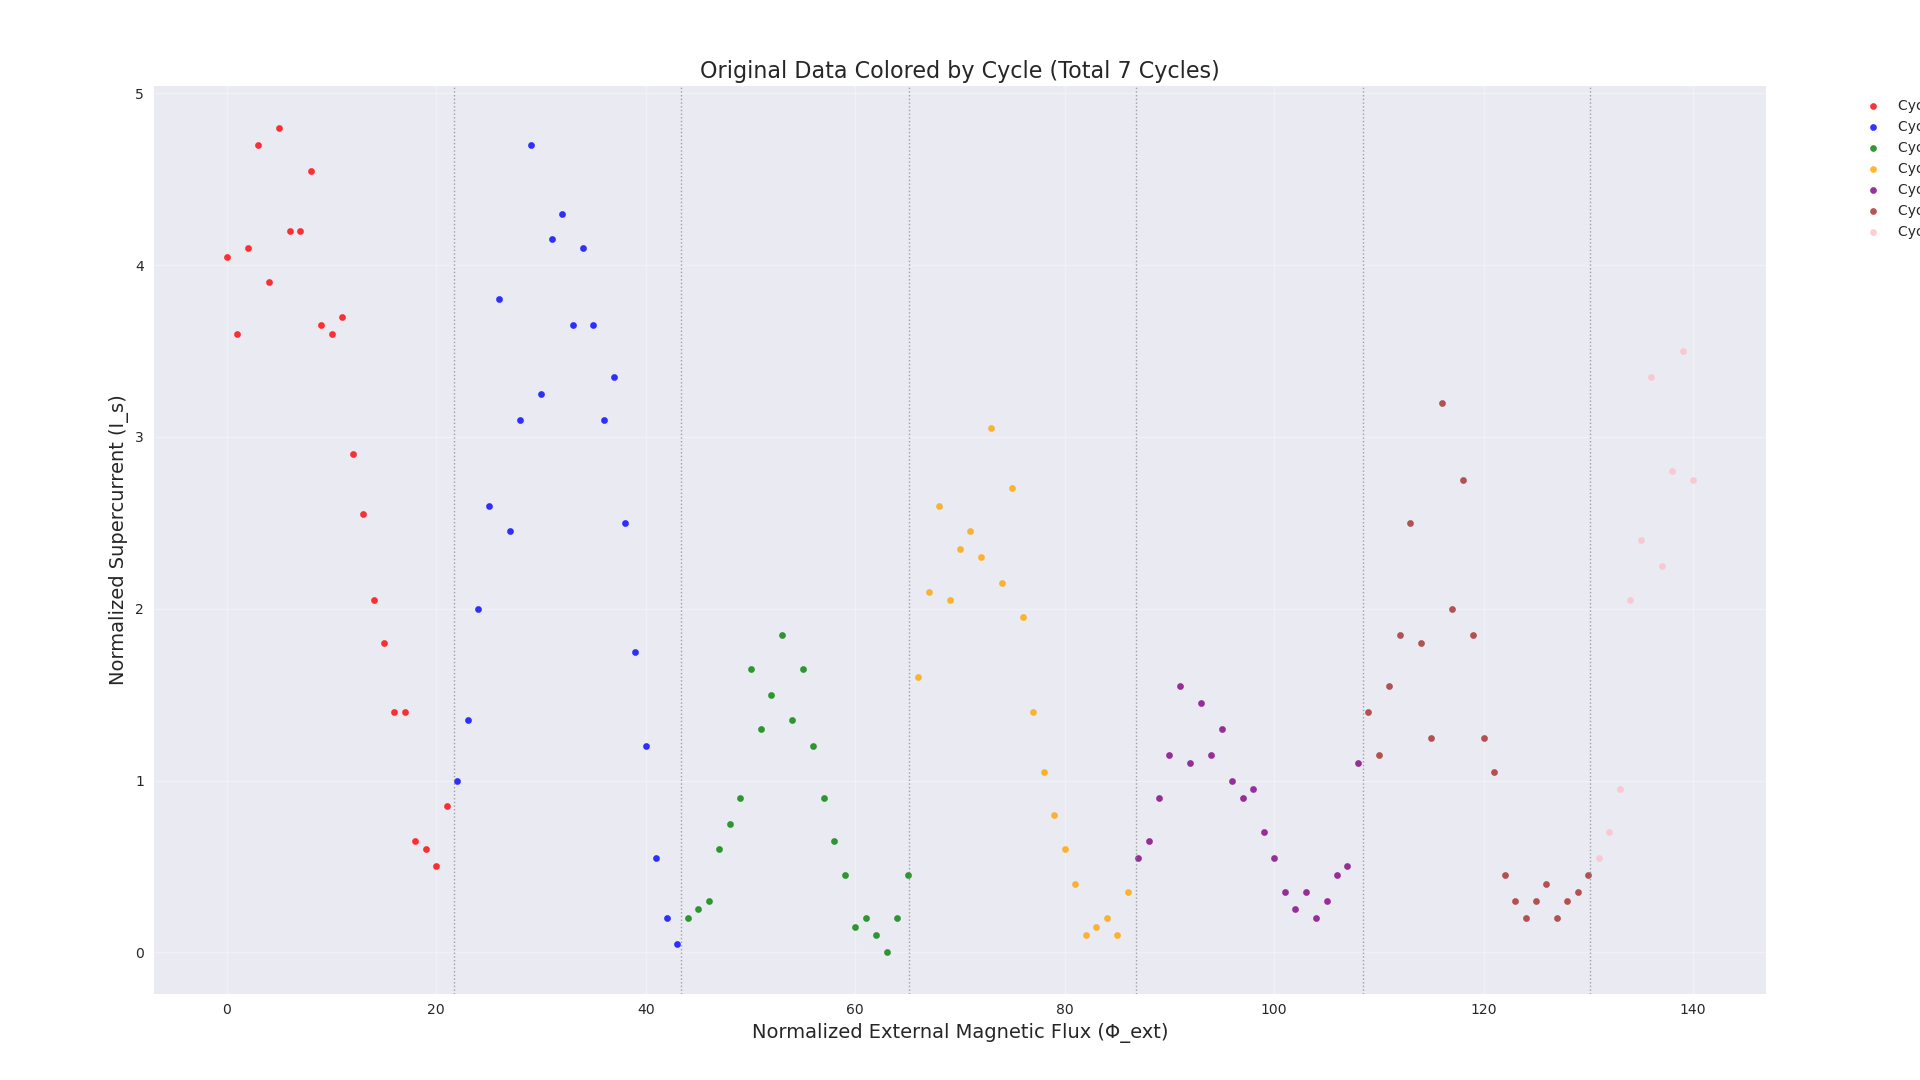 Original Data Colored by Cycle (Total 7 Cycles)
5
4
3
2
1
0
Normalized Supercurrent (I_s)
0 20 40 60 80 100 120 140
Normalized External Magnetic Flux (Φ_ext)
Cyc
Cyc
Cyc
Cyc
Cyc
Cyc
Cyc